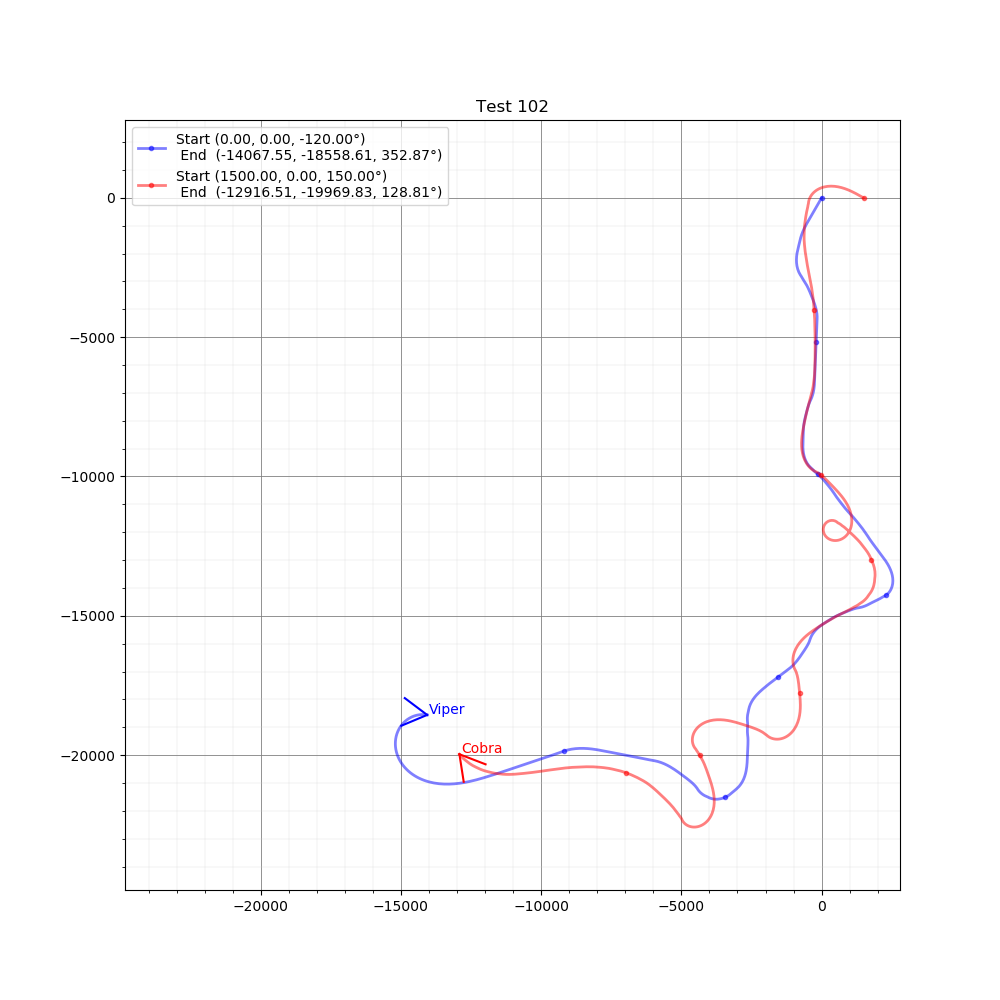 Test 102
Start (0.00, 0.00, -120.00°)
End (-14067.55, -18558.61, 352.87°)
Start (1500.00, 0.00, 150.00°)
End (-12916.51, -19969.83, 128.81°)
0
−5000
−10000
−15000
−20000
Viper
Cobra
−20000
−15000
−10000
−5000
0